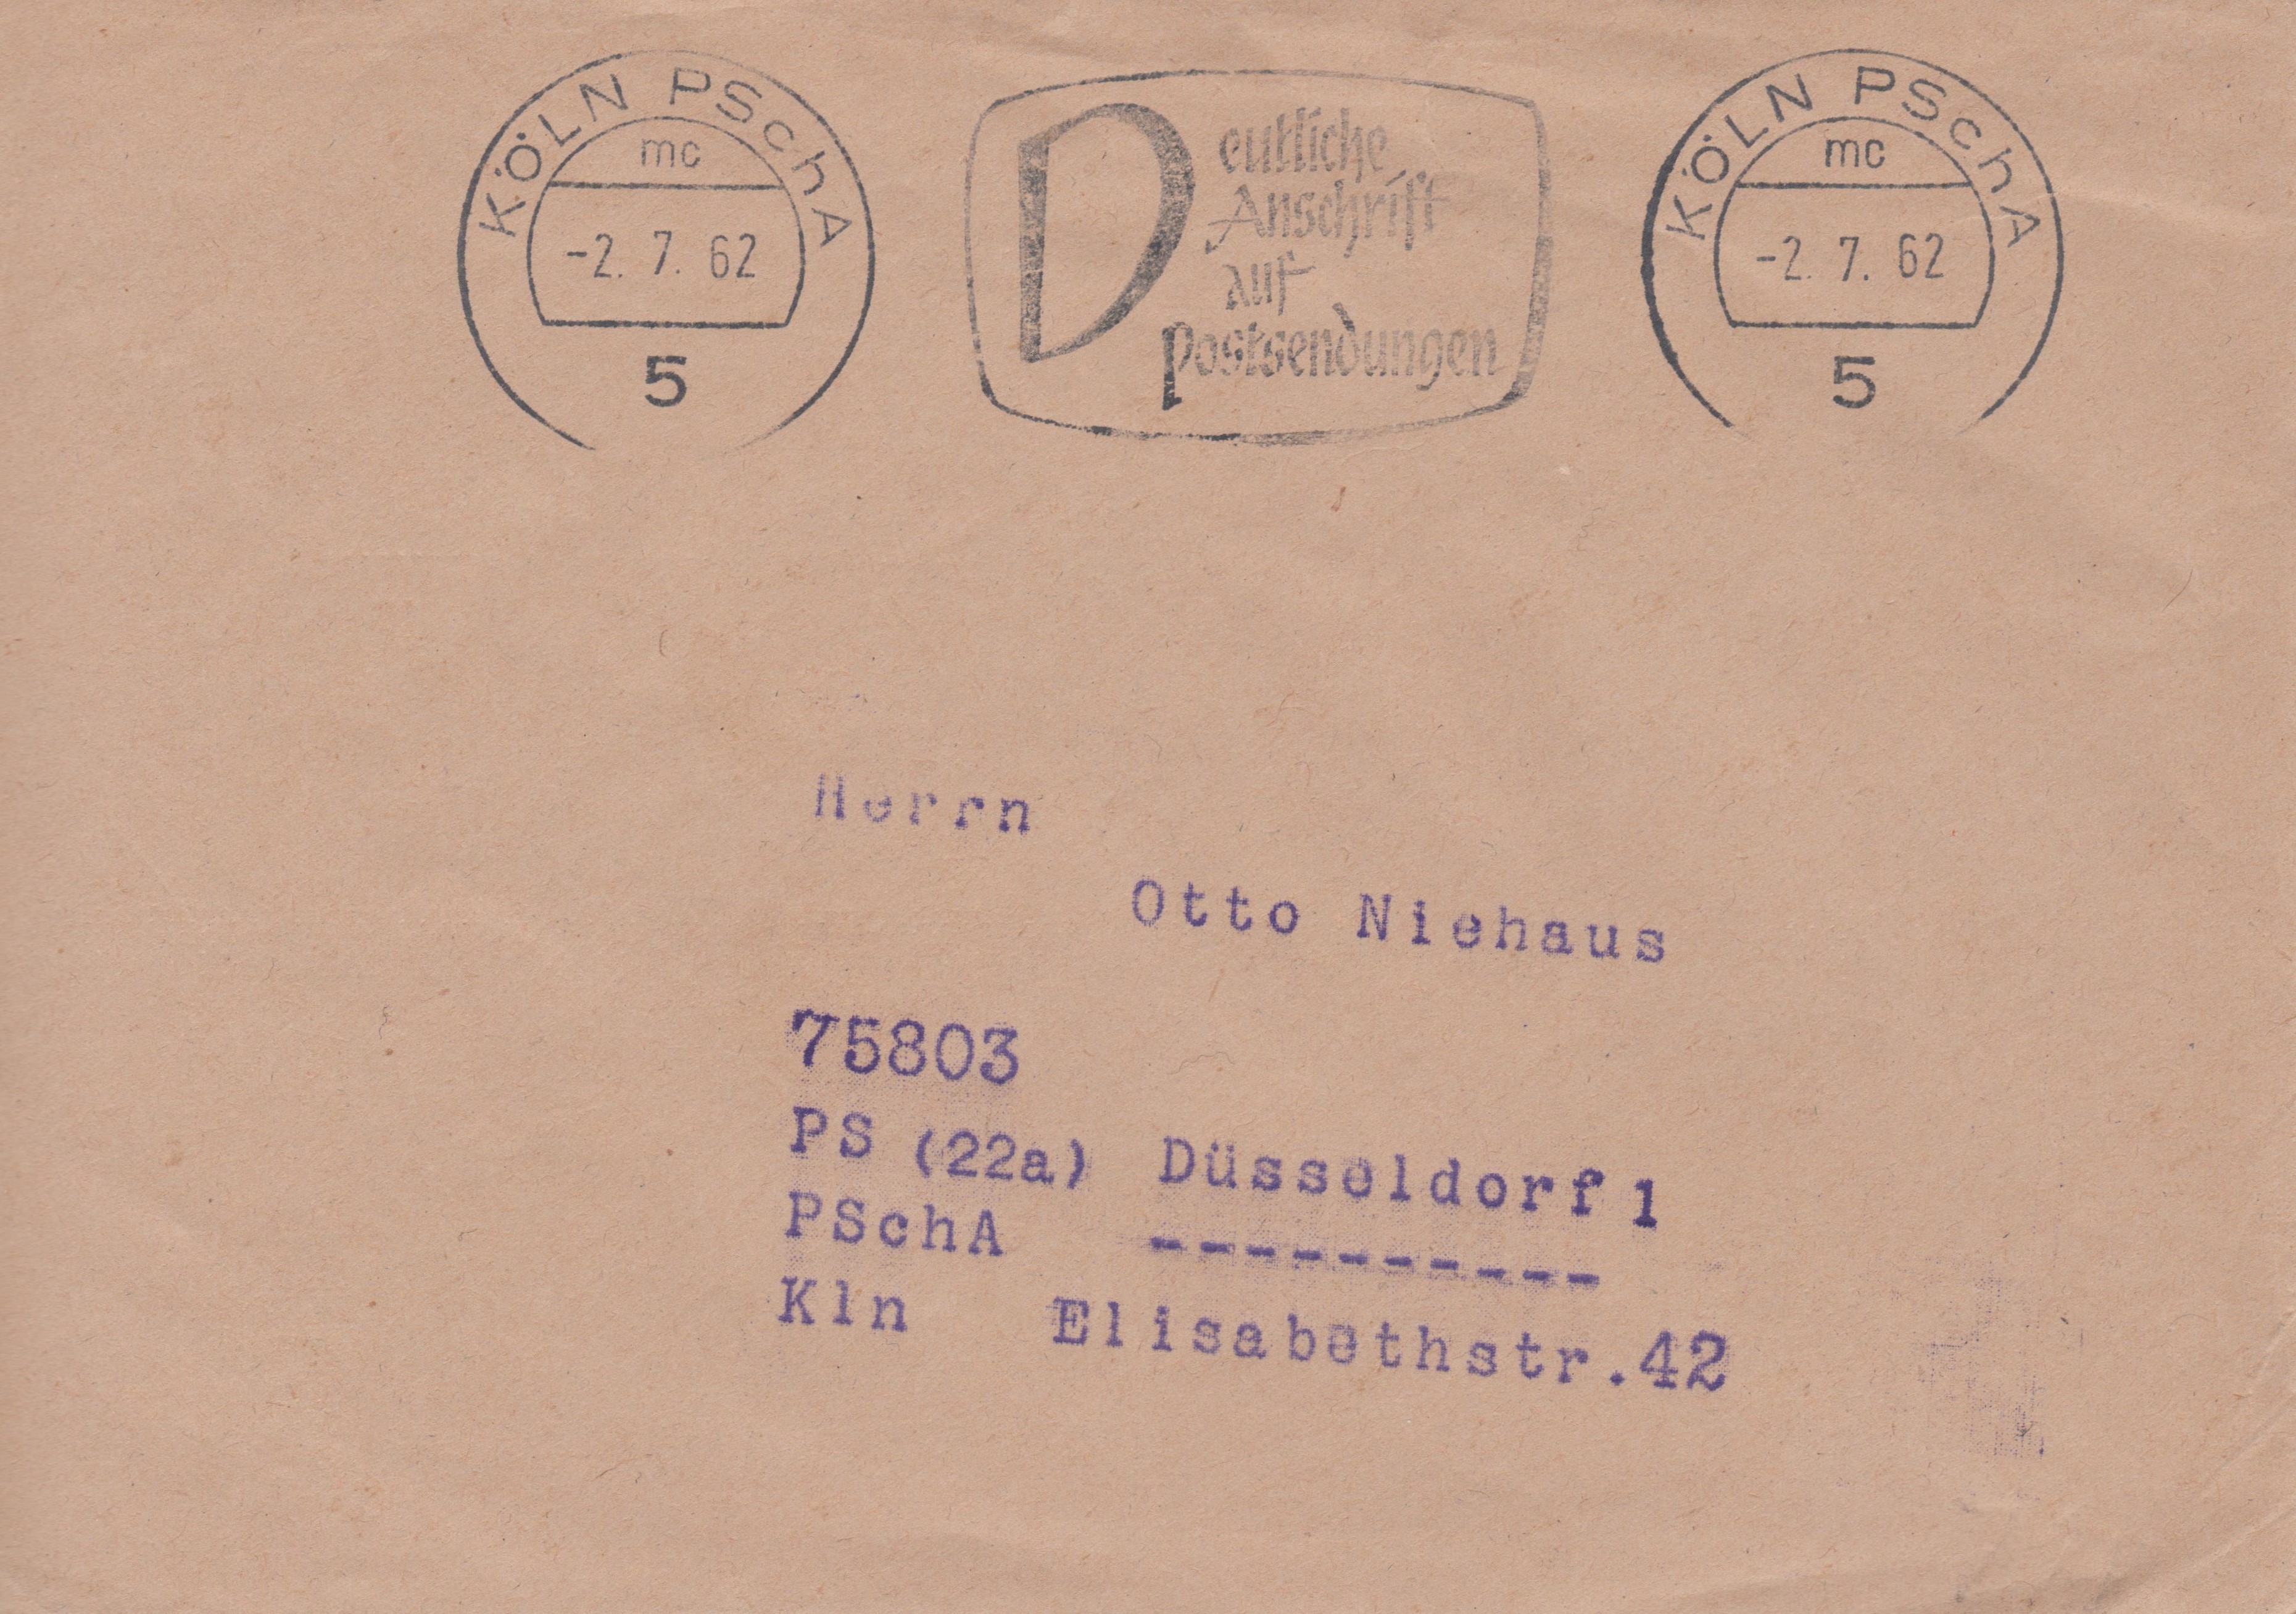 KÖLN PSchA
mc
-2. 7. 62
5
Deutliche
Anschrift
auf
Postsendungen
KÖLN PSchA
mc
-2. 7. 62
5
Herrn
Otto Niehaus
75803
PS (22a) Düsseldorf 1
PSchA ----------
Kln Elisabethstr.42